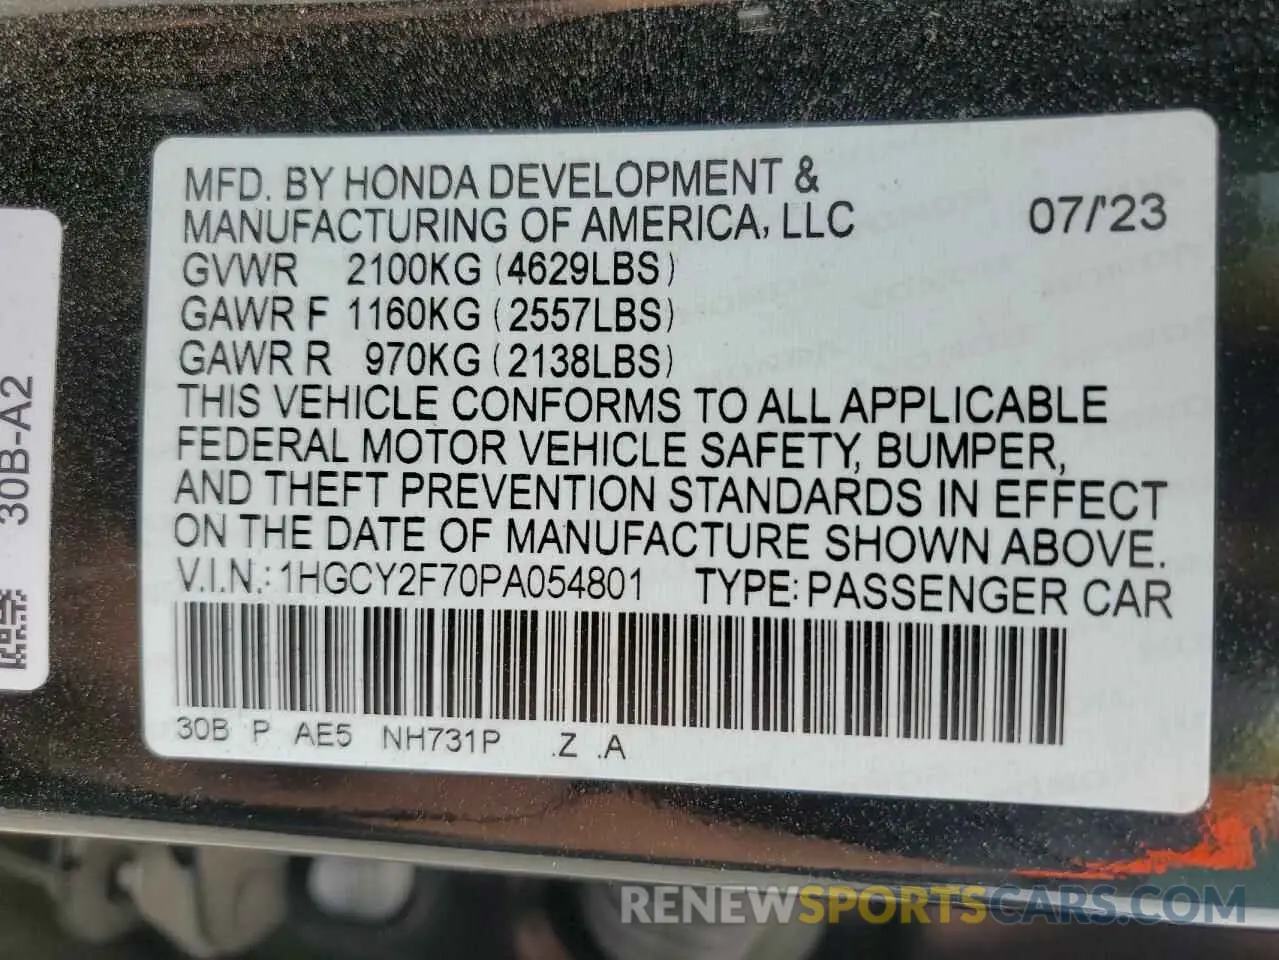 MFD. BY HONDA DEVELOPMENT &
MANUFACTURING OF AMERICA, LLC 07/'23
GVWR 2100KG (4629LBS)
GAWR F 1160KG (2557LBS)
GAWR R 970KG (2138LBS)
THIS VEHICLE CONFORMS TO ALL APPLICABLE
FEDERAL MOTOR VEHICLE SAFETY, BUMPER,
AND THEFT PREVENTION STANDARDS IN EFFECT
ON THE DATE OF MANUFACTURE SHOWN ABOVE.
V.I.N.: 1HGCY2F70PA054801 TYPE: PASSENGER CAR
30B P AE5 NH731P .Z .A
30B-A2
RENEWSPORTSCARS.COM